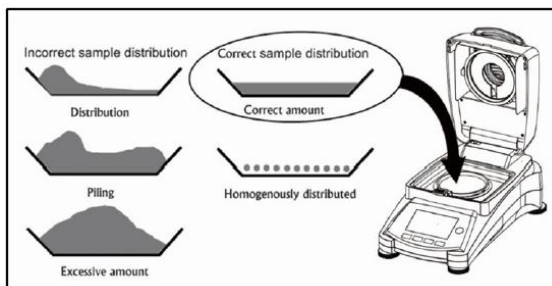 Incorrect sample distribution
Distribution
Piling
Excessive amount
Correct sample distribution
Correct amount
Homogenously distributed